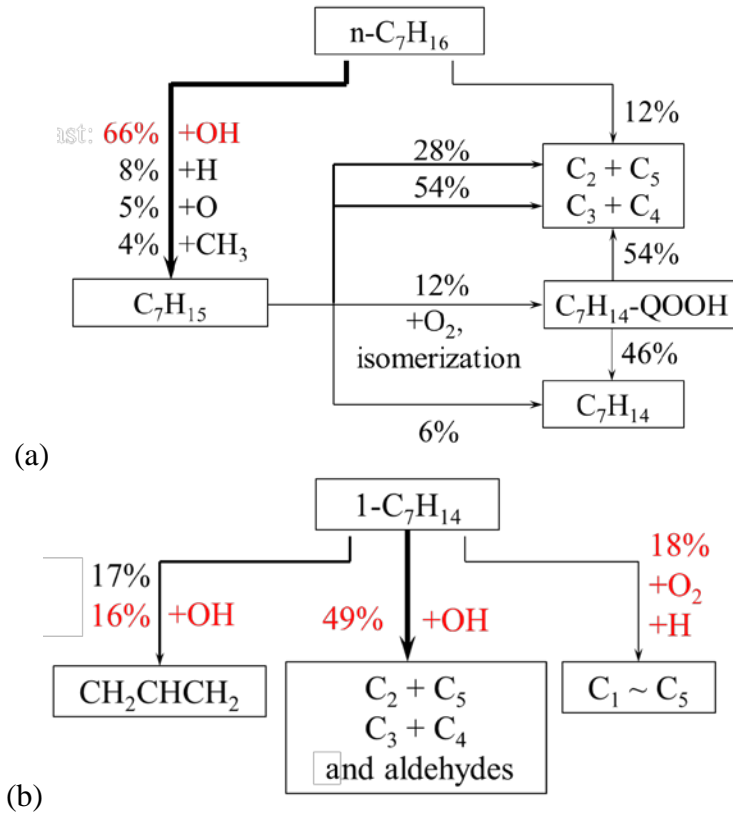 n-C₇H₁₆
ast: 66% +OH
8% +H
5% +O
4% +CH₃
12%
28%
54%
C₂ + C₅
C₃ + C₄
54%
C₇H₁₅
12%
+O₂,
isomerization
C₇H₁₄-QOOH
46%
6%
C₇H₁₄
(a)
1-C₇H₁₄
17%
16% +OH
49% +OH
18%
+O₂
+H
CH₂CHCH₂
C₂ + C₅
C₃ + C₄
and aldehydes
C₁ ~ C₅
(b)